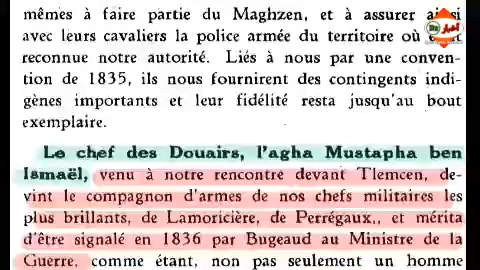 mêmes à faire partie du Maghzen, et à assurer
avec leurs cavaliers la police armée du territoire où
reconnue notre autorité. Liés à nous par une conven-
tion de 1835, ils nous fournirent des contingents indi-
gènes importants et leur fidélité resta jusqu'au bout
exemplaire.
Le chef des Douairs, l'agha Mustapha ben
Ismaël, venu à notre rencontre devant Tlemcen, de-
vint le compagnon d'armes de nos chefs militaires les
plus brillants, de Lamoricière, de Perrégaux,, et mérita
d'être signalé en 1836 par Bugeaud au Ministre de la
Guerre, comme étant, non pas seulement un homme
أخبار